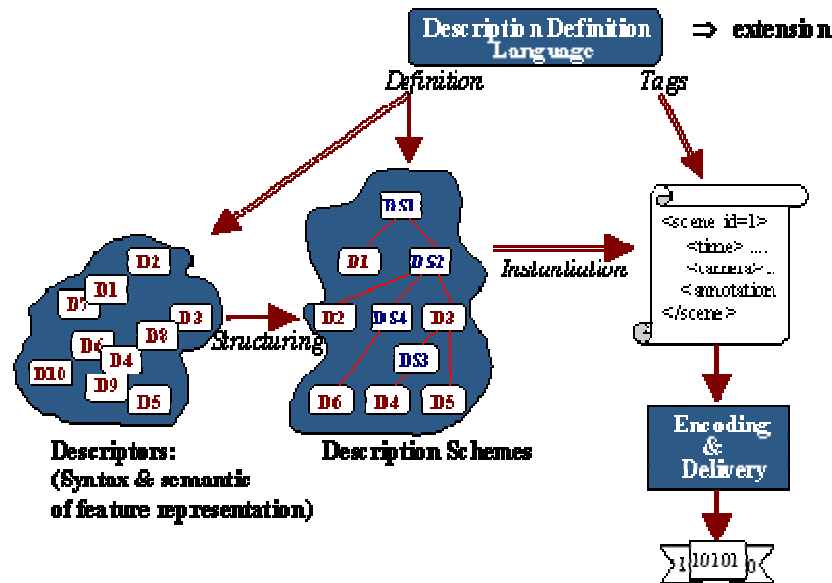 Description Definition
Language
⇒ extension
Definition
Tags
DS1
D1
DS2
D2
DS4
D3
DS3
D6
D4
D5
Instantiation
<scene id=1>
<time> ....
<camera> ..
<annotation
</scene>
D2
D1
D7
D3
D8
D6
D4
D10
D9
D5
Structuring
Descriptors:
(Syntax & semantic
of feature representation)
Description Schemes
Encoding
&
Delivery
1 10101 0